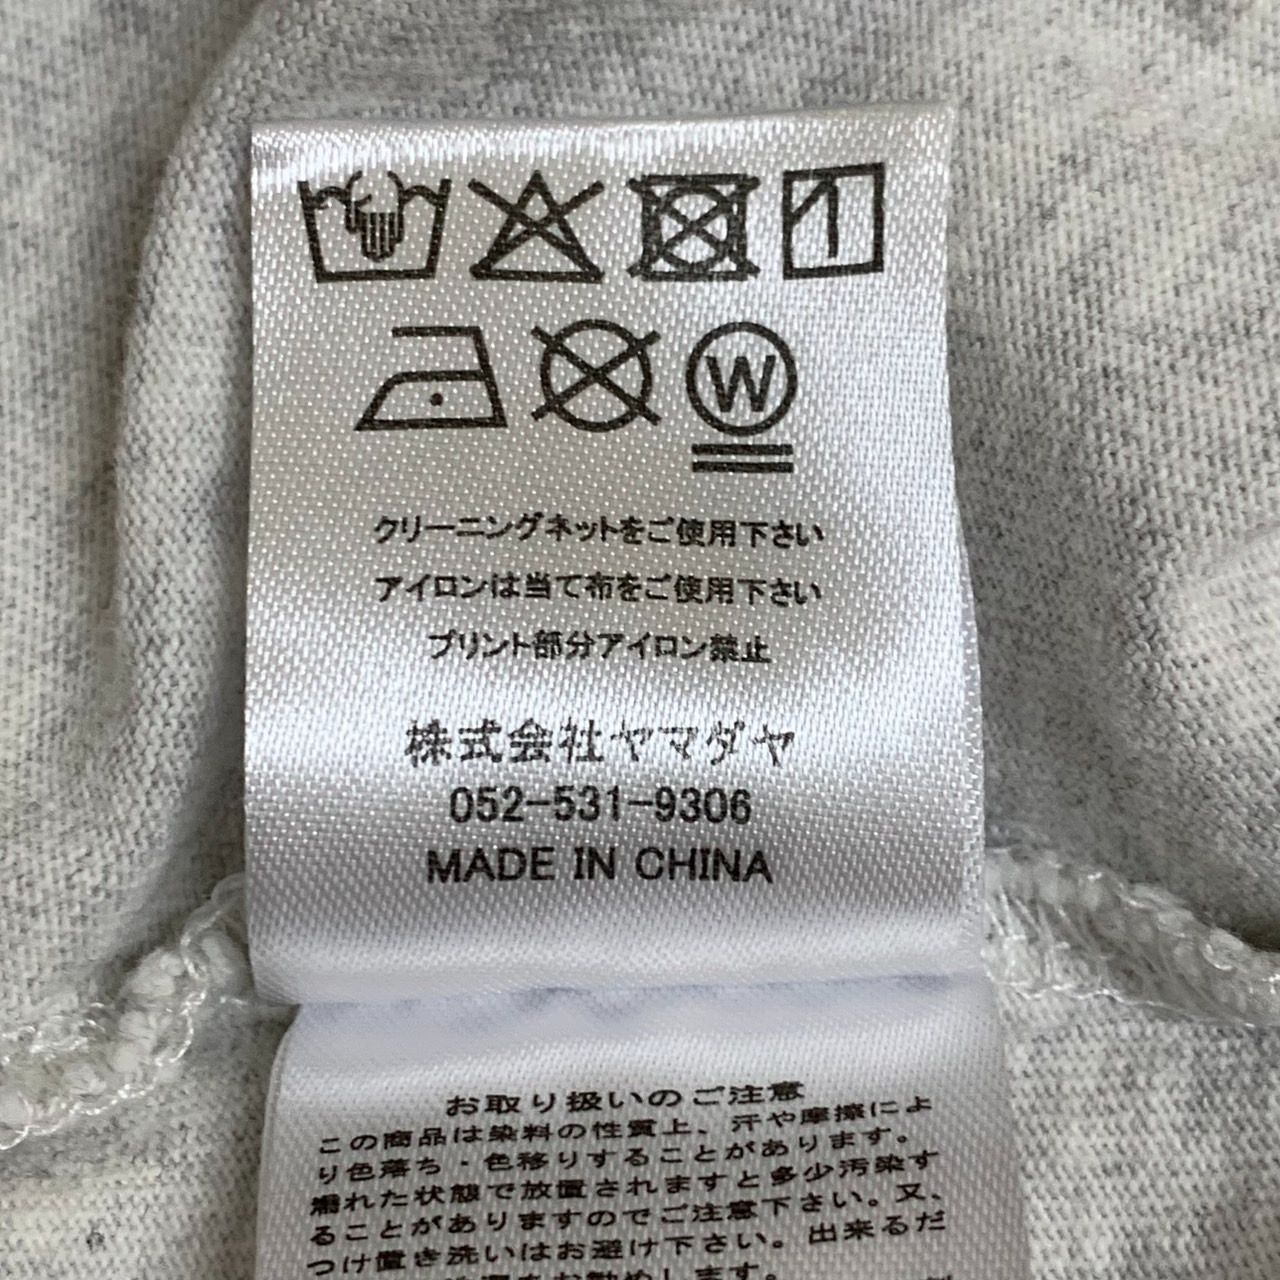 W
クリーニングネットをご使用下さい
アイロンは当て布をご使用下さい
プリント部分アイロン禁止
株式会社ヤマダヤ
052-531-9306
MADE IN CHINA
お取り扱いのご注意
この商品は染料の性質上、汗や摩擦によ
り色落ち・色移りすることがあります。
濡れた状態で放置されますと多少汚染す
ることがありますのでご注意下さい。又、
つけ置き洗いはお避け下さい。出来るだ
をお勧めします。